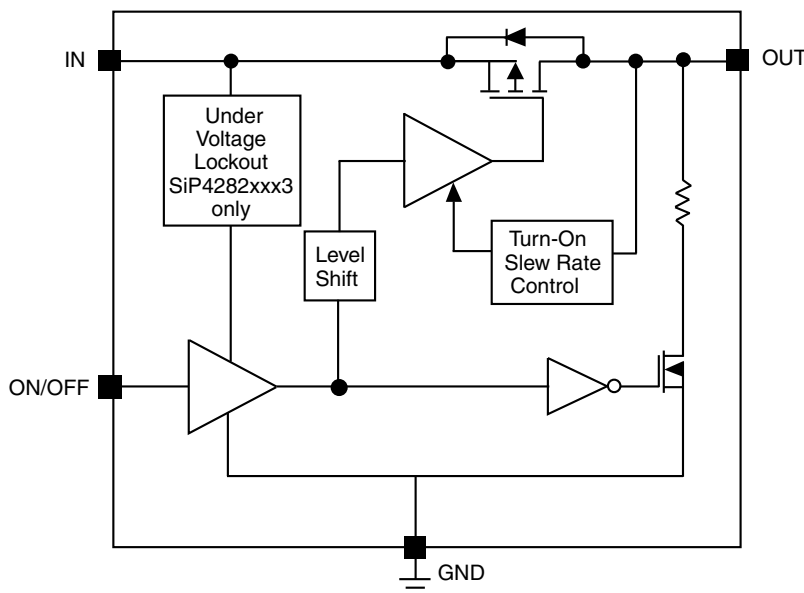 IN
OUT
Under
Voltage
Lockout
SiP4282xxx3
only
Level
Shift
Turn-On
Slew Rate
Control
ON/OFF
GND